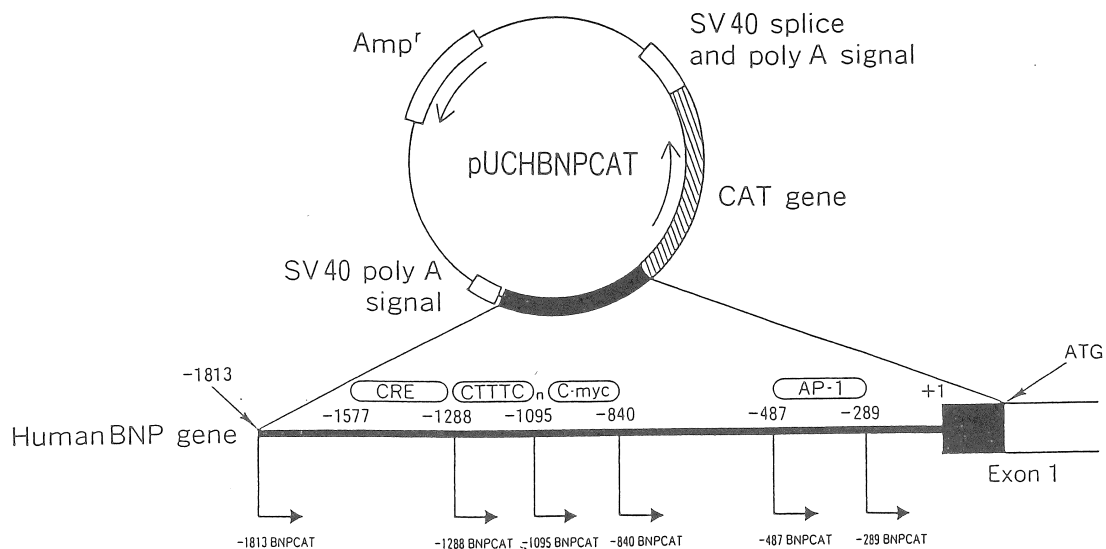 Ampʳ
SV40 splice
and poly A signal
pUCHBNPCAT
CAT gene
SV40 poly A
signal
ATG
-1813
CRE
CTTTC
n
C-myc
AP-1
+1
-1577
-1288
-1095
-840
-487
-289
Human BNP gene
Exon 1
-1813 BNPCAT
-1288 BNPCAT
-1095 BNPCAT
-840 BNPCAT
-487 BNPCAT
-289 BNPCAT